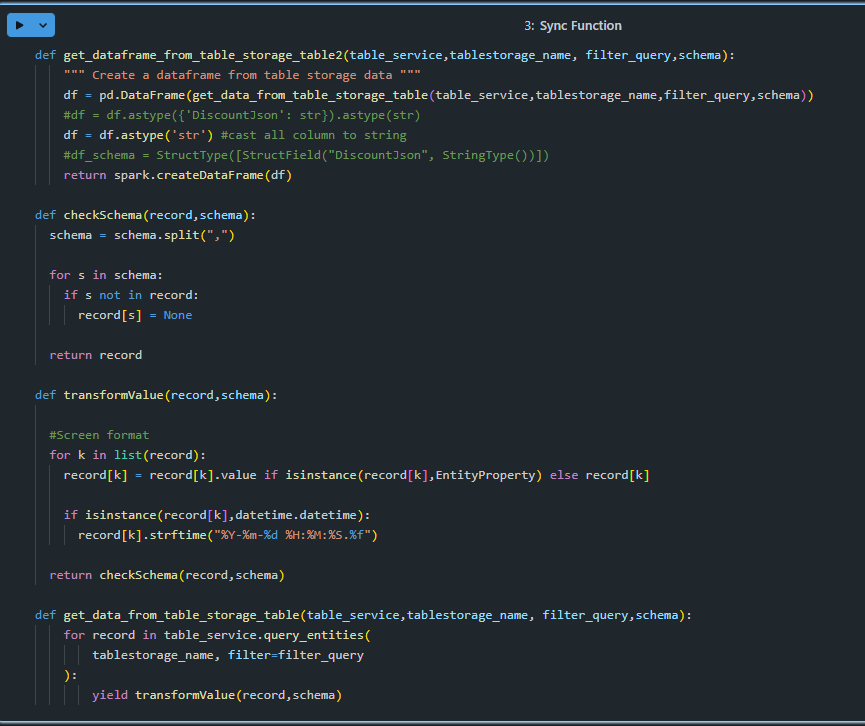 3: Sync Function
def get_dataframe_from_table_storage_table2(table_service,tablestorage_name, filter_query,schema):
    """ Create a dataframe from table storage data """
    df = pd.DataFrame(get_data_from_table_storage_table(table_service,tablestorage_name,filter_query,schema))
    #df = df.astype({'DiscountJson': str}).astype(str)
    df = df.astype('str') #cast all column to string
    #df_schema = StructType([StructField("DiscountJson", StringType())])
    return spark.createDataFrame(df)

def checkSchema(record,schema):
  schema = schema.split(",")

  for s in schema:
    if s not in record:
      record[s] = None

  return record

def transformValue(record,schema):

  #Screen format
  for k in list(record):
    record[k] = record[k].value if isinstance(record[k],EntityProperty) else record[k]

    if isinstance(record[k],datetime.datetime):
      record[k].strftime("%Y-%m-%d %H:%M:%S.%f")

  return checkSchema(record,schema)

def get_data_from_table_storage_table(table_service,tablestorage_name, filter_query,schema):
    for record in table_service.query_entities(
        tablestorage_name, filter=filter_query
    ):
        yield transformValue(record,schema)